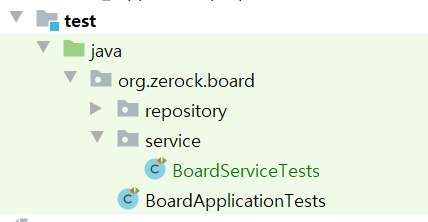 test
java
org.zerock.board
repository
service
BoardServiceTests
BoardApplicationTests